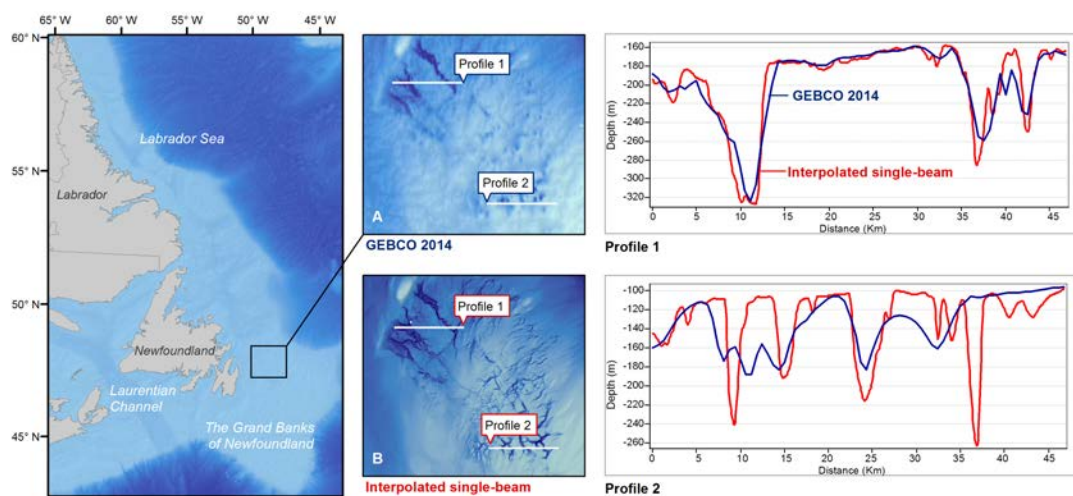 65° W 60° W 55° W 50° W 45° W
60° N
55° N
50° N
45° N
Labrador Sea
Labrador
Newfoundland
Laurentian
Channel
The Grand Banks
of Newfoundland
Profile 1
Profile 2
A
GEBCO 2014
Profile 1
Profile 2
B
Interpolated single-beam
Depth (m)
-160
-180
-200
-220
-240
-260
-280
-300
-320
GEBCO 2014
Interpolated single-beam
0 5 10 15 20 25 30 35 40 45
Distance (Km)
Profile 1
Depth (m)
-100
-120
-140
-160
-180
-200
-220
-240
-260
0 5 10 15 20 25 30 35 40 45
Distance (Km)
Profile 2